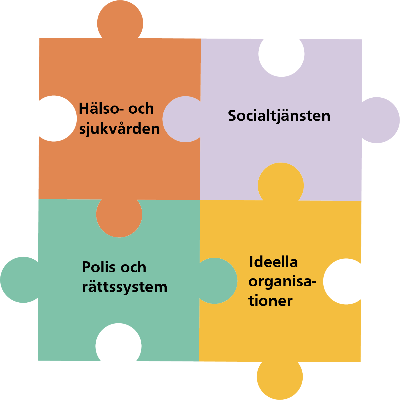 Hälso- och
sjukvården
Socialtjänsten
Polis och
rättssystem
Ideella
organisa-
tioner